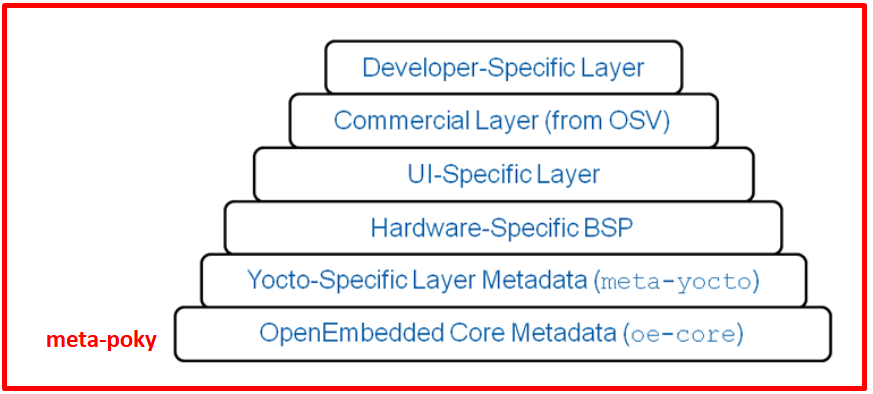 Developer-Specific Layer
Commercial Layer (from OSV)
UI-Specific Layer
Hardware-Specific BSP
Yocto-Specific Layer Metadata (meta-yocto)
meta-poky
OpenEmbedded Core Metadata (oe-core)